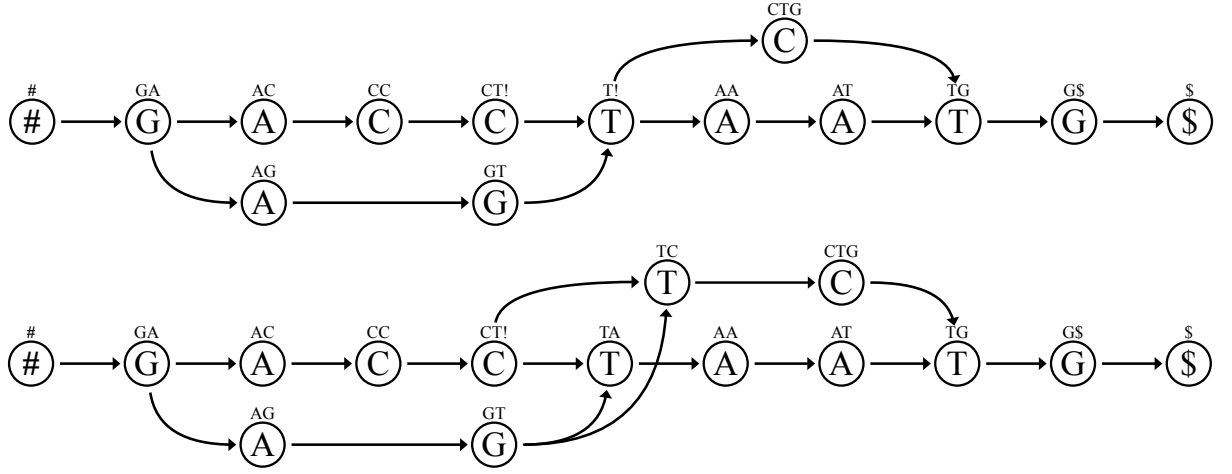 CTG
C
# GA AC CC CT! T! AA AT TG G$ $
# G A C C T A A T G $
AG GT
A G
TC CTG
T C
# GA AC CC CT! TA AA AT TG G$ $
# G A C C T A A T G $
AG GT
A G